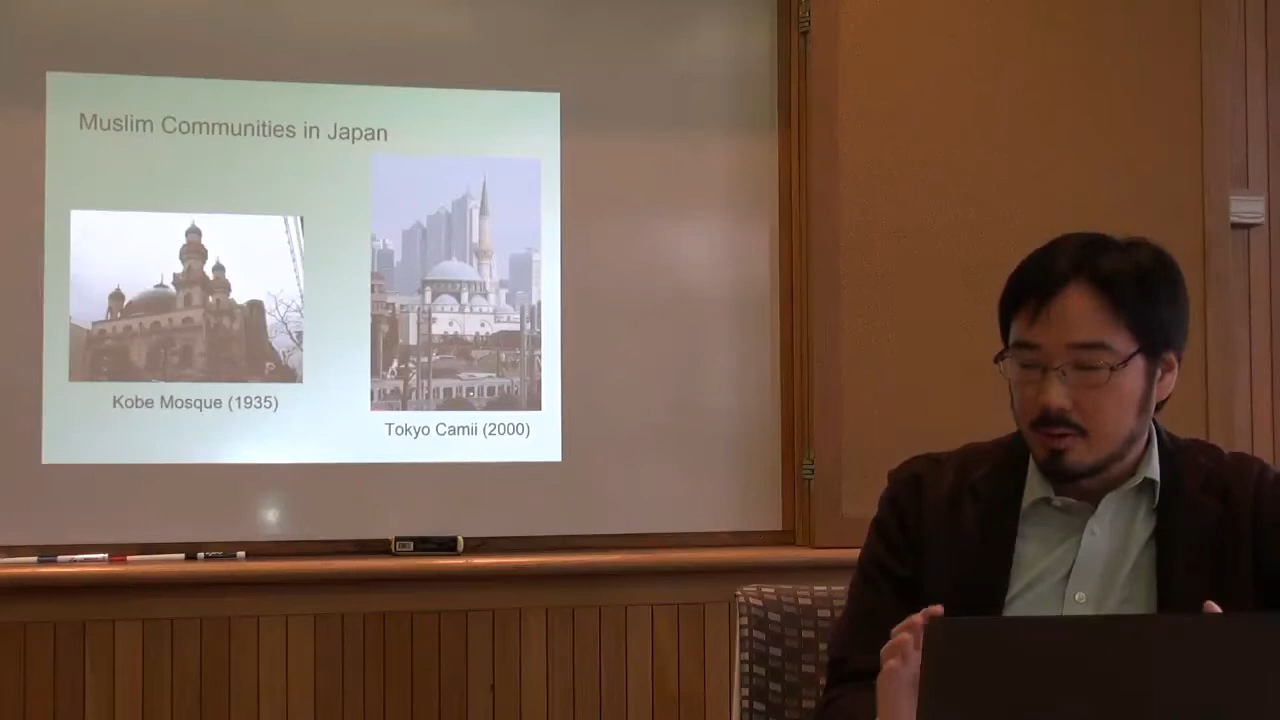 Muslim Communities in Japan
Kobe Mosque (1935)
Tokyo Camii (2000)